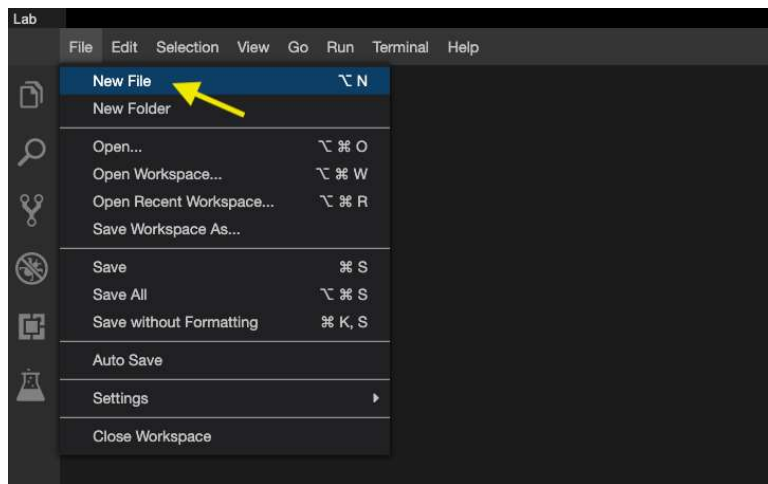 Lab
File Edit Selection View Go Run Terminal Help
New File ⌥ N
New Folder
Open... ⌥ ⌘ O
Open Workspace... ⌥ ⌘ W
Open Recent Workspace... ⌥ ⌘ R
Save Workspace As...
Save ⌘ S
Save All ⌥ ⌘ S
Save without Formatting ⌘ K, S
Auto Save
Settings
Close Workspace